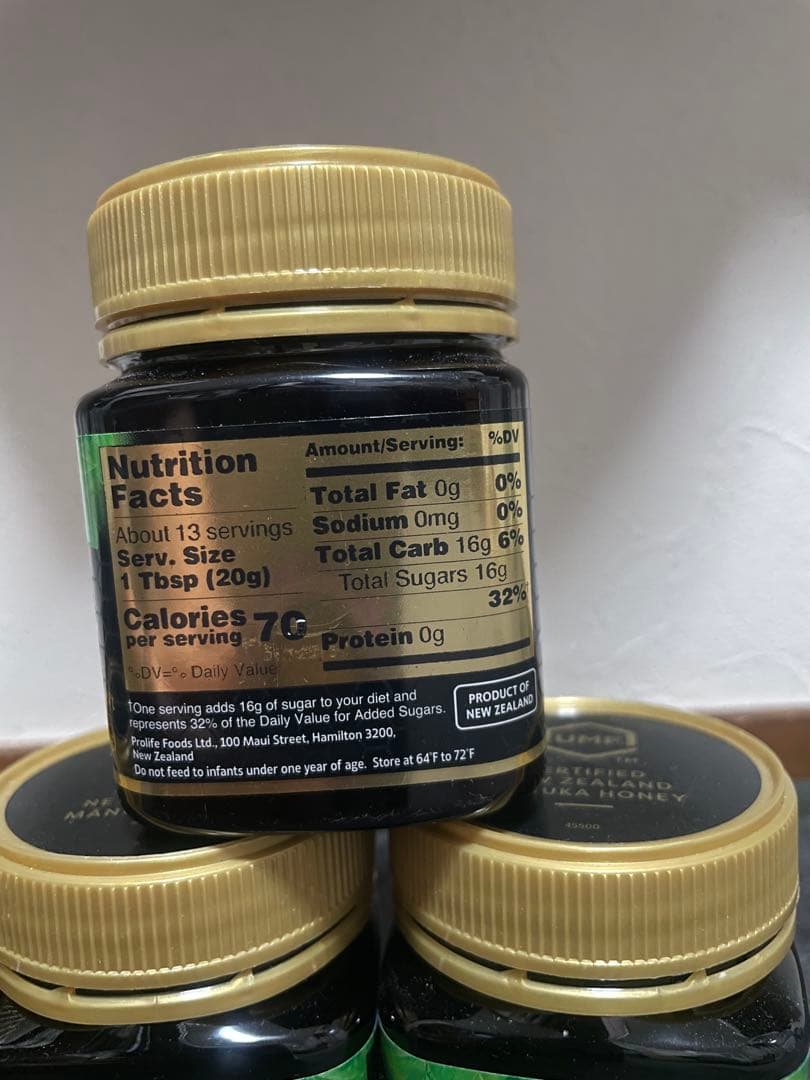 Nutrition
Facts
About 13 servings
Serv. Size
1 Tbsp (20g)
Calories
per serving 70
%DV=% Daily Value
Amount/Serving: %DV
Total Fat 0g 0%
Sodium 0mg 0%
Total Carb 16g 6%
Total Sugars 16g
32%†
Protein 0g
†One serving adds 16g of sugar to your diet and
represents 32% of the Daily Value for Added Sugars.
Prolife Foods Ltd., 100 Maui Street, Hamilton 3200,
New Zealand
Do not feed to infants under one year of age. Store at 64°F to 72°F
PRODUCT OF
NEW ZEALAND
UMF
TM
ZEALAND
HONEY
45500